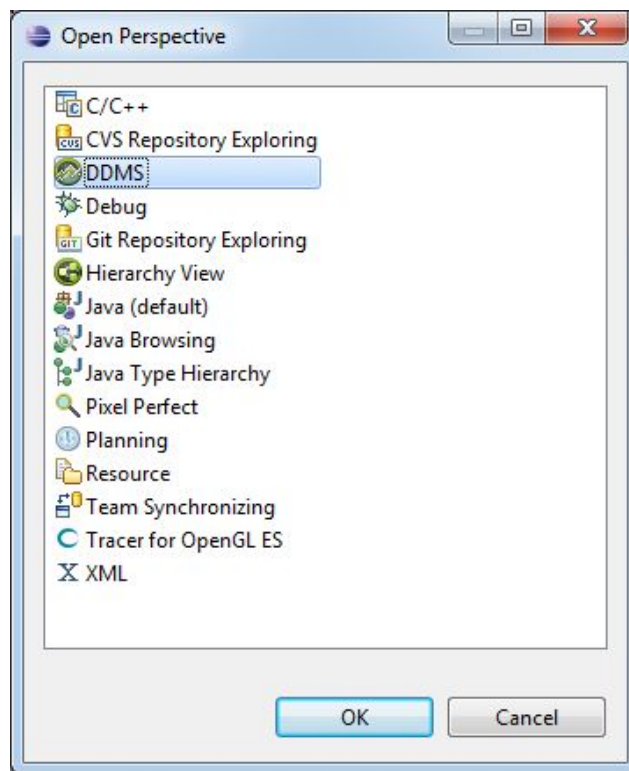 Open Perspective
C/C++
CVS Repository Exploring
DDMS
Debug
Git Repository Exploring
Hierarchy View
Java (default)
Java Browsing
Java Type Hierarchy
Pixel Perfect
Planning
Resource
Team Synchronizing
Tracer for OpenGL ES
XML
OK Cancel